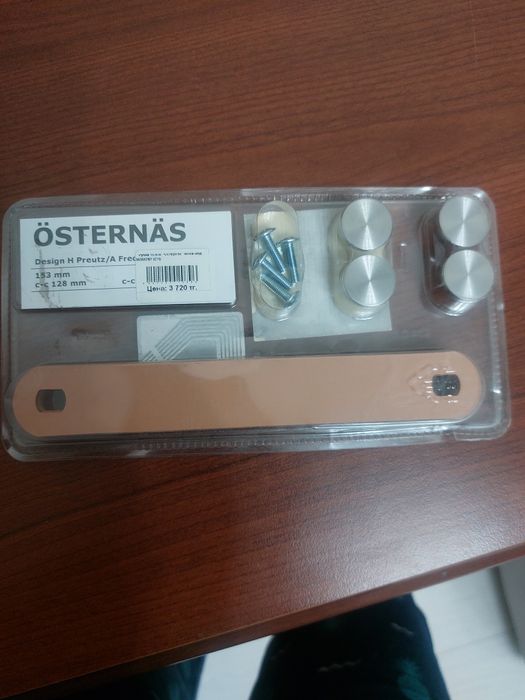 ÖSTERNÄS
Design H Preutz/A Fre
153 mm
c-c 128 mm c-c
Цена: 3 720 тг.